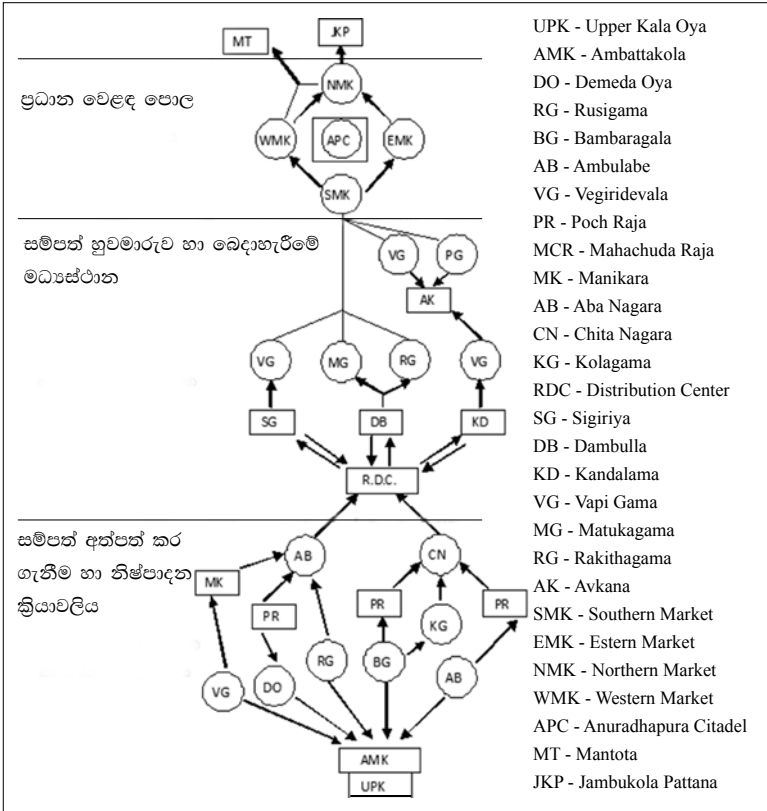 MT
JKP
ප්‍රධාන වෙළඳ පොල
NMK
WMK
APC
EMK
SMK
සම්පත් හුවමාරුව හා බෙදාහැරීමේ
මධ්‍යස්ථාන
VG
PG
AK
VG
MG
RG
VG
SG
DB
KD
R.D.C.
සම්පත් අත්පත් කර
ගැනීම හා නිෂ්පාදන
ක්‍රියාවලිය
AB
CN
MK
PR
PR
PR
KG
RG
BG
AB
VG
DO
AMK
UPK
UPK - Upper Kala Oya
AMK - Ambattakola
DO - Demeda Oya
RG - Rusigama
BG - Bambaragala
AB - Ambulabe
VG - Vegiridevala
PR - Poch Raja
MCR - Mahachuda Raja
MK - Manikara
AB - Aba Nagara
CN - Chita Nagara
KG - Kolagama
RDC - Distribution Center
SG - Sigiriya
DB - Dambulla
KD - Kandalama
VG - Vapi Gama
MG - Matukagama
RG - Rakithagama
AK - Avkana
SMK - Southern Market
EMK - Estern Market
NMK - Northern Market
WMK - Western Market
APC - Anuradhapura Citadel
MT - Mantota
JKP - Jambukola Pattana